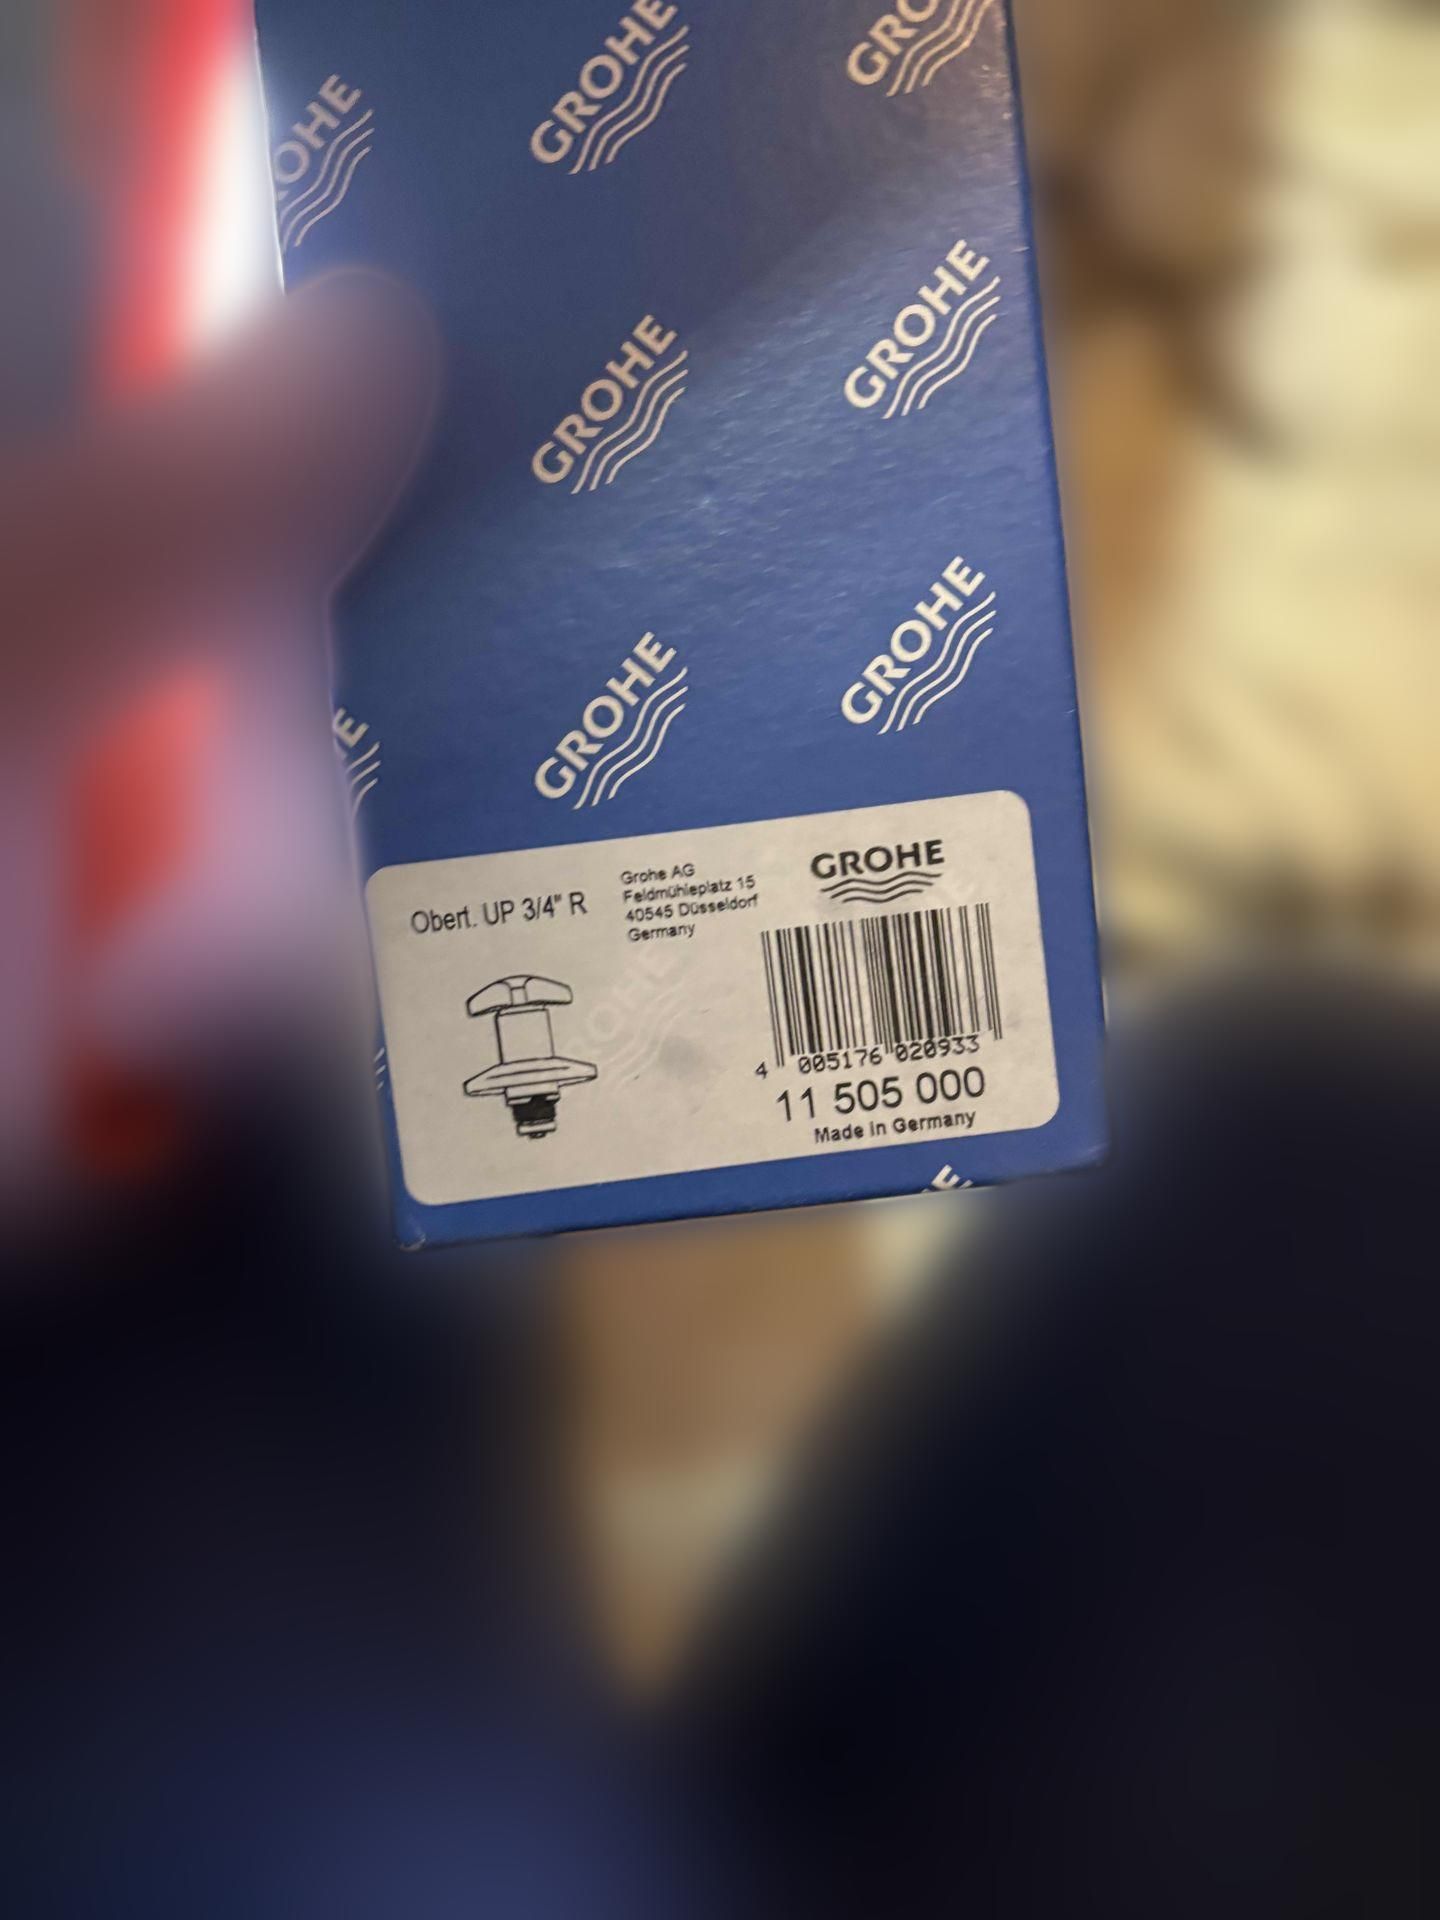 GROHE
GROHE
GROHE
GROHE
GROHE
GROHE
GROHE
Obert. UP 3/4" R
Grohe AG
Feldmühleplatz 15
40545 Düsseldorf
Germany
GROHE
4 005176 020933
11 505 000
Made in Germany